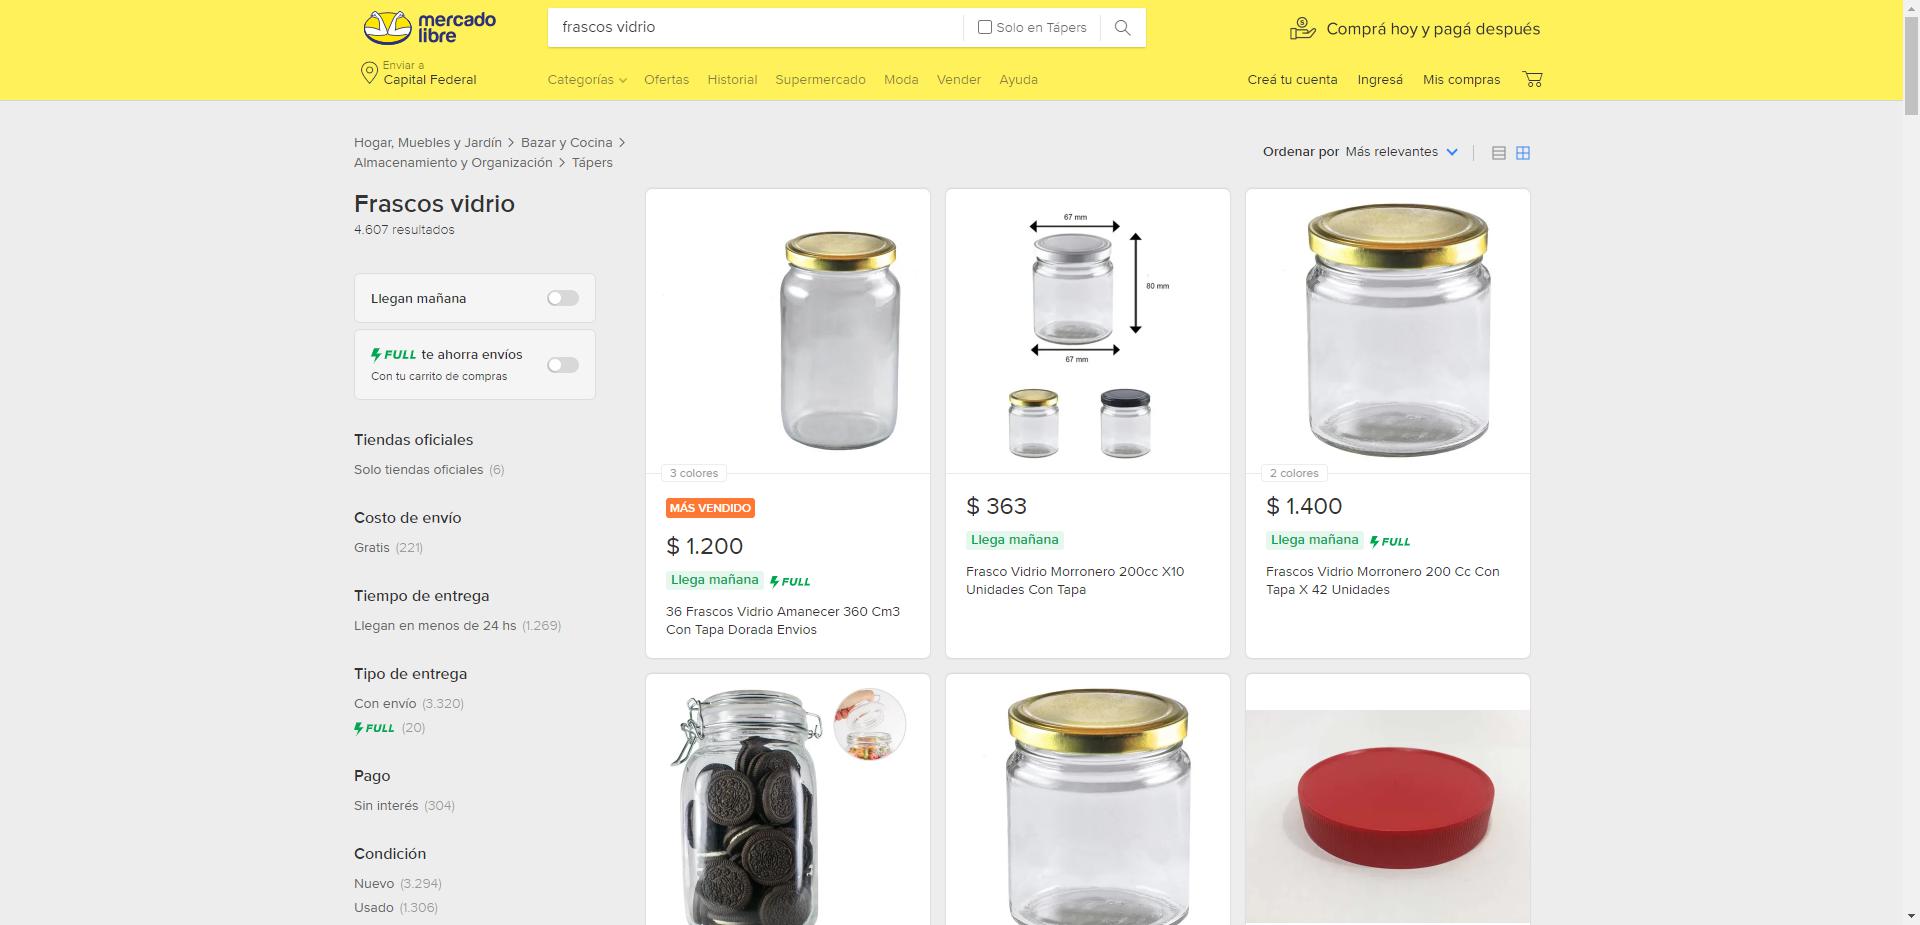 mercado
libre
frascos vidrio
Solo en Tápers
Comprá hoy y pagá después
Enviar a
Capital Federal
Categorías
Ofertas
Historial
Supermercado
Moda
Vender
Ayuda
Creá tu cuenta
Ingresá
Mis compras
Hogar, Muebles y Jardín > Bazar y Cocina >
Almacenamiento y Organización > Tápers
Ordenar por Más relevantes
Frascos vidrio
4.607 resultados
Llegan mañana
FULL te ahorra envíos
Con tu carrito de compras
Tiendas oficiales
Solo tiendas oficiales (6)
Costo de envío
Gratis (221)
Tiempo de entrega
Llegan en menos de 24 hs (1.269)
Tipo de entrega
Con envío (3.320)
FULL (20)
Pago
Sin interés (304)
Condición
Nuevo (3.294)
Usado (1.306)
3 colores
MÁS VENDIDO
$ 1.200
Llega mañana FULL
36 Frascos Vidrio Amanecer 360 Cm3
Con Tapa Dorada Envios
67 mm
80 mm
67 mm
$ 363
Llega mañana
Frasco Vidrio Morronero 200cc X10
Unidades Con Tapa
2 colores
$ 1.400
Llega mañana FULL
Frascos Vidrio Morronero 200 Cc Con
Tapa X 42 Unidades